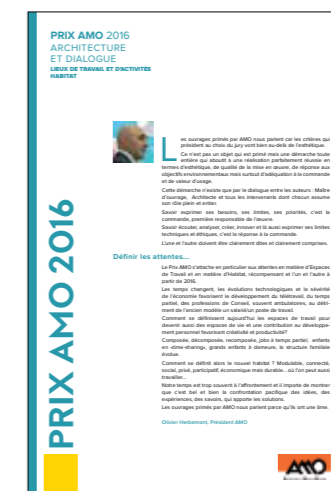 PRIX AMO 2016
ARCHITECTURE
ET DIALOGUE
LIEUX DE TRAVAIL ET D'ACTIVITÉS
HABITAT
Les ouvrages primés par AMO nous parlent car les critères qui
président au choix du jury vont bien au-delà de l'esthétique.
Ce n'est pas un objet qui est primé mais une démarche toute
entière qui aboutit à une réalisation parfaitement réussie en
termes d'esthétique, de qualité de la mise en œuvre, de réponse aux
objectifs environnementaux mais surtout d'adéquation à la commande
et de valeur d'usage.
Cette démarche n'existe que par le dialogue entre les auteurs : Maître
d'ouvrage, Architecte et tous les intervenants dont chacun assume
son rôle plein et entier.
Savoir exprimer ses besoins, ses limites, ses priorités, c'est la
commande, première responsable de l'œuvre.
Savoir écouter, analyser, créer, innover et là aussi exprimer ses limites
techniques et éthiques, c'est la réponse à la commande.
L'une et l'autre doivent être clairement dites et clairement comprises.
Définir les attentes...
Le Prix AMO s'attache en particulier aux attentes en matière d'Espaces
de Travail et en matière d'Habitat, récompensant l'un et l'autre à
partir de 2016.
Les temps changent, les évolutions technologiques et la sévérité
de l'économie favorisent le développement du télétravail, du temps
partiel, des professions de Conseil, souvent ambulatoires, au détri-
ment de l'ancien modèle un salarié/un poste de travail.
Comment se définissent aujourd'hui les espaces de travail pour
devenir aussi des espaces de vie et une contribution au développe-
ment personnel favorisant créativité et productivité?
Composée, décomposée, recomposée, jobs à temps partiel, enfants
en «time-sharing», grands enfants à demeure, la structure familiale
évolue.
Comment se définit alors le nouvel habitat ? Modulable, connecté,
social, privé, participatif, économique mais durable... où l'on peut aussi
travailler...
Notre temps est trop souvent à l'affrontement et il importe de montrer
que c'est bel et bien la confrontation pacifique des idées, des
expériences, des savoirs, qui apporte les solutions.
Les ouvrages primés par AMO nous parlent parce qu'ils ont une âme.
Olivier Herbemont, Président AMO
PRIX AMO 2016
AMO